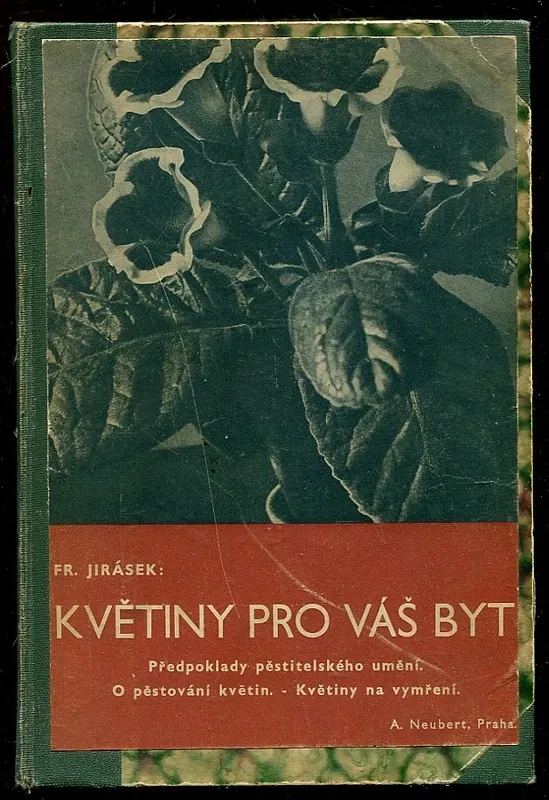 FR. JIRÁSEK:
KVĚTINY PRO VÁŠ BYT
Předpoklady pěstitelského umění.
O pěstování květin. - Květiny na vymření.
A. Neubert, Praha.